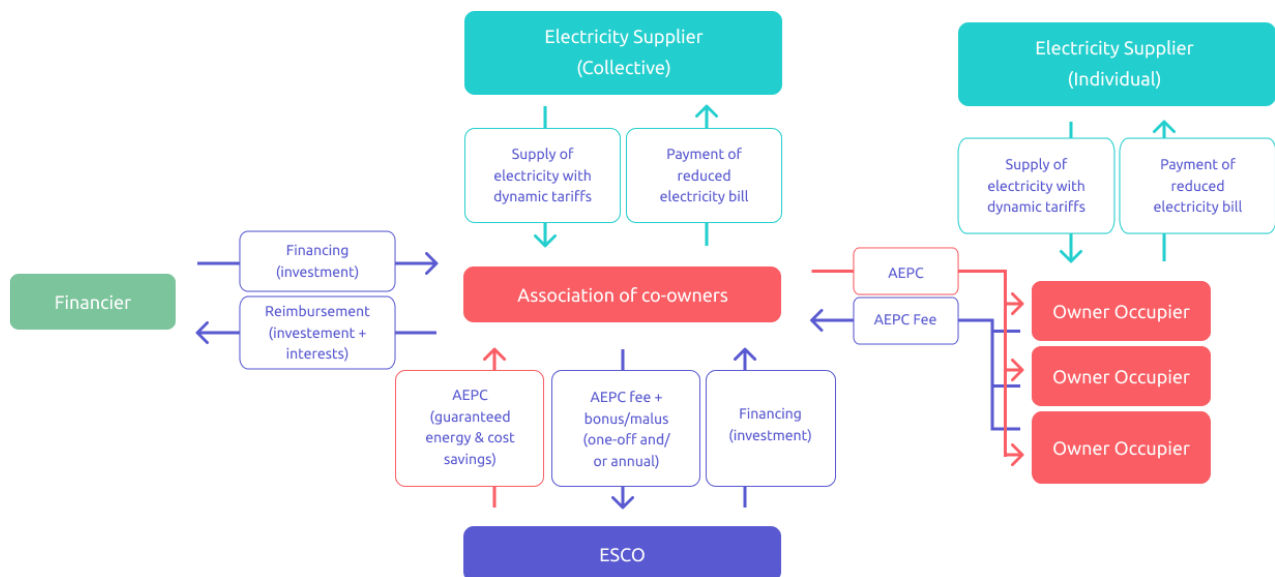 Electricity Supplier
(Collective)
Electricity Supplier
(Individual)
Supply of
electricity with
dynamic tariffs
Payment of
reduced
electricity bill
Supply of
electricity with
dynamic tariffs
Payment of
reduced
electricity bill
Financing
(investment)
AEPC
Financier
Association of co-owners
Owner Occupier
Reimbursement
(investement +
interests)
AEPC Fee
Owner Occupier
AEPC
(guaranteed
energy & cost
savings)
AEPC fee +
bonus/malus
(one-off and/
or annual)
Financing
(investment)
Owner Occupier
ESCO